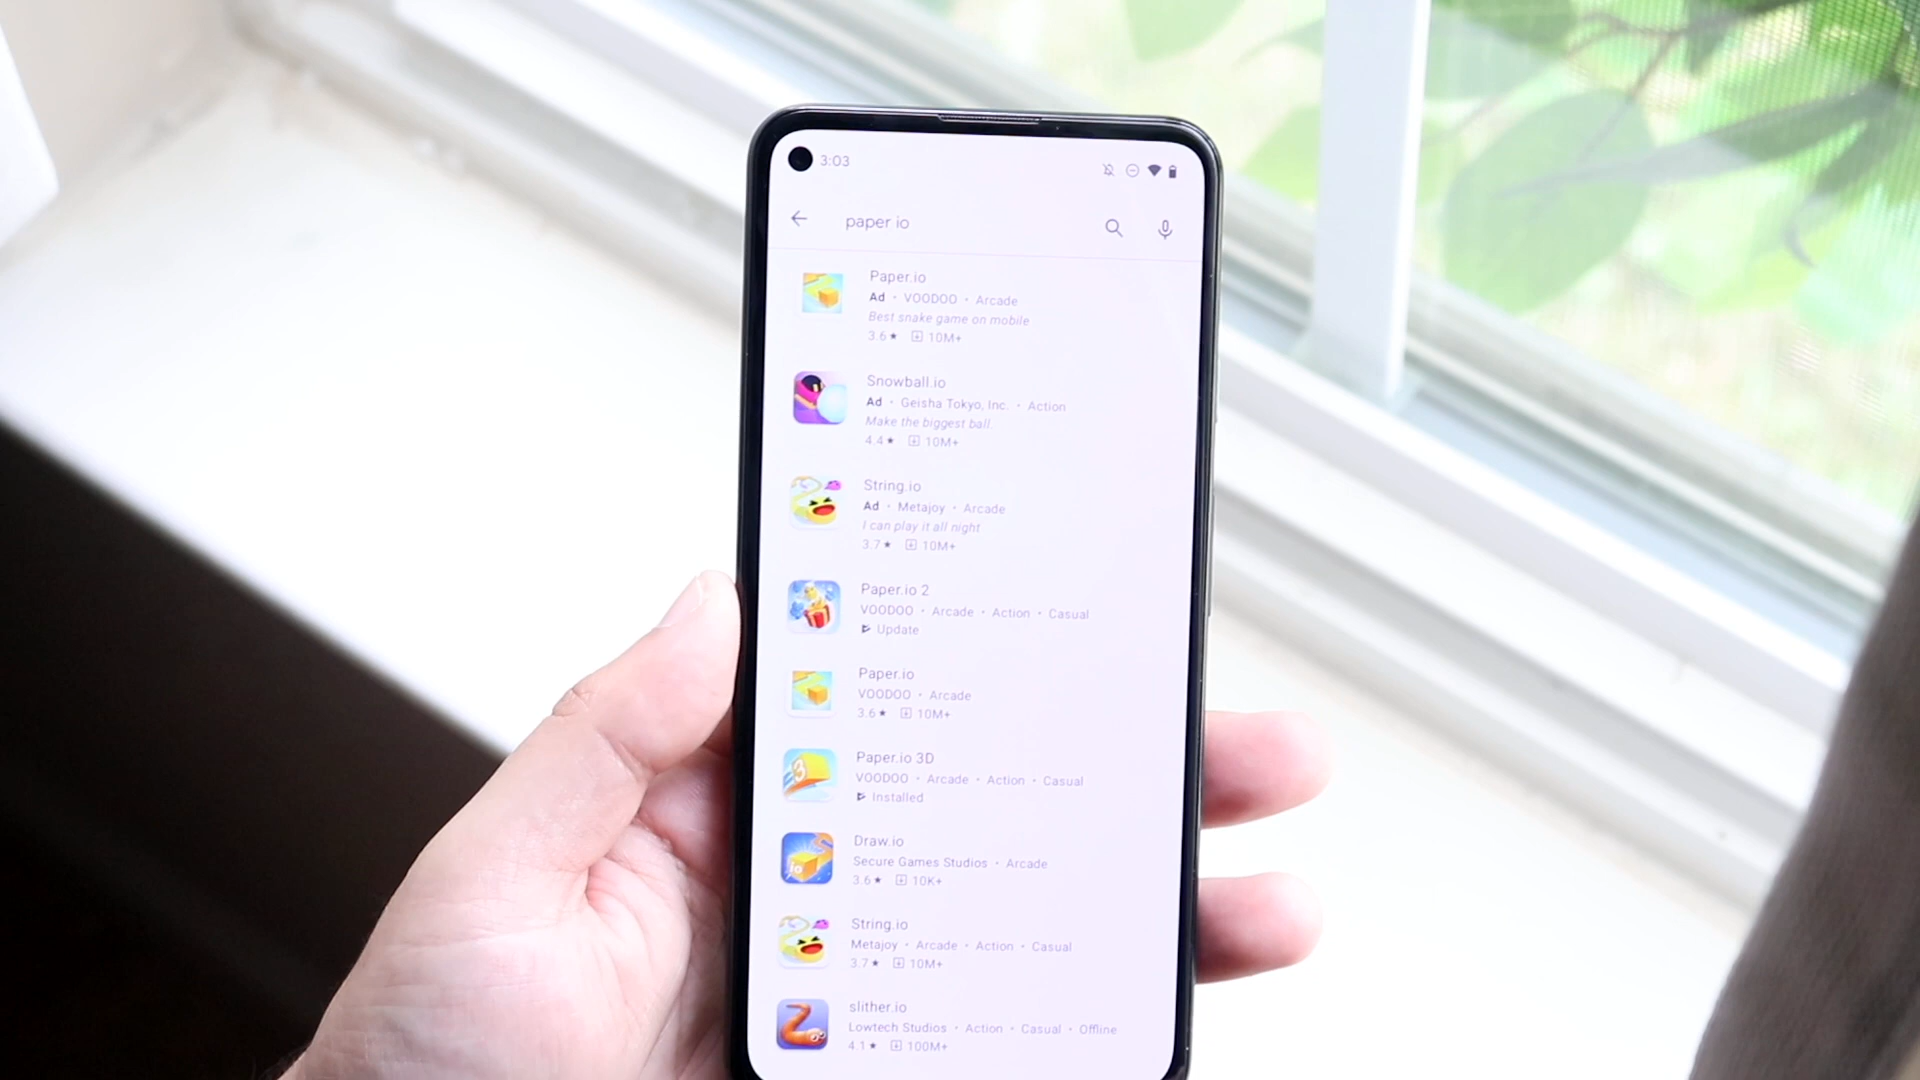 3:03
paper io
Paper.io
Ad · VOODOO · Arcade
Best snake game on mobile
3.6★ 10M+
Snowball.io
Ad · Geisha Tokyo, Inc. · Action
Make the biggest ball.
4.4★ 10M+
String.io
Ad · Metajoy · Arcade
I can play it all night
3.7★ 10M+
Paper.io 2
VOODOO · Arcade · Action · Casual
Update
Paper.io
VOODOO · Arcade
3.6★ 10M+
Paper.io 3D
VOODOO · Arcade · Action · Casual
Installed
Draw.io
Secure Games Studios · Arcade
3.6★ 10K+
String.io
Metajoy · Arcade · Action · Casual
3.7★ 10M+
slither.io
Lowtech Studios · Action · Casual · Offline
4.1★ 100M+